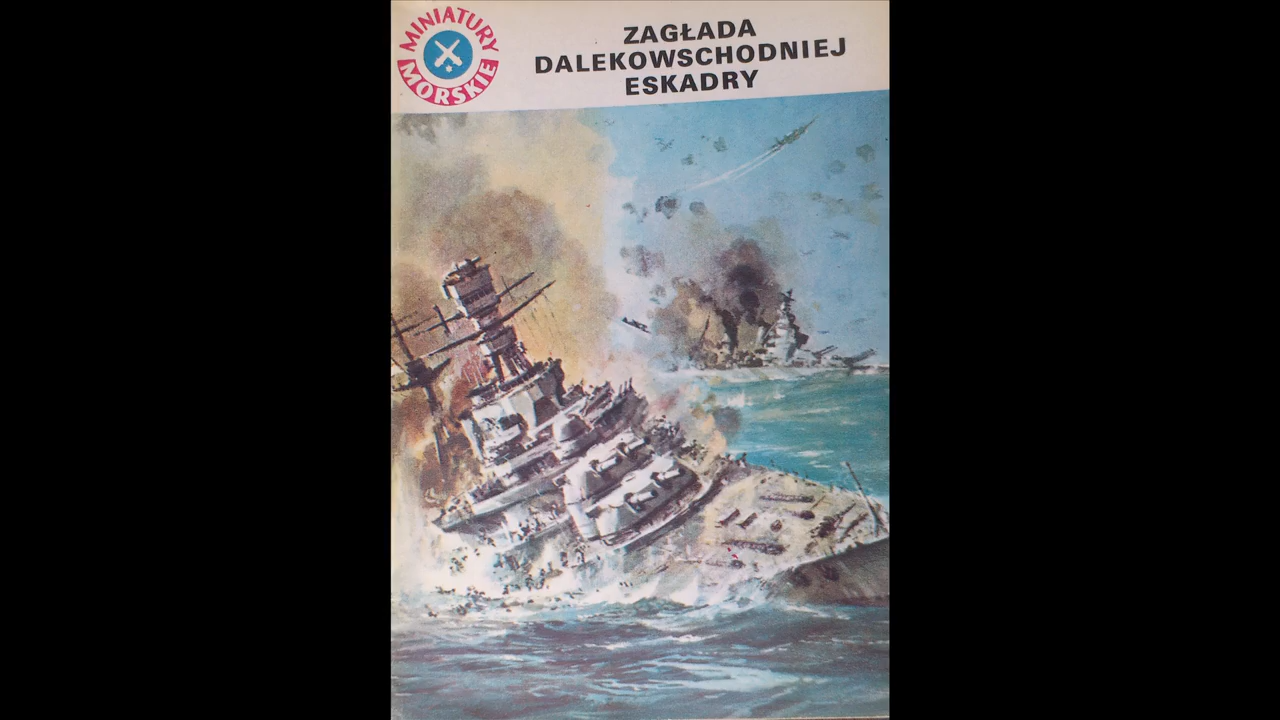 MINIATURY
MORSKIE
ZAGŁADA
DALEKOWSCHODNIEJ
ESKADRY